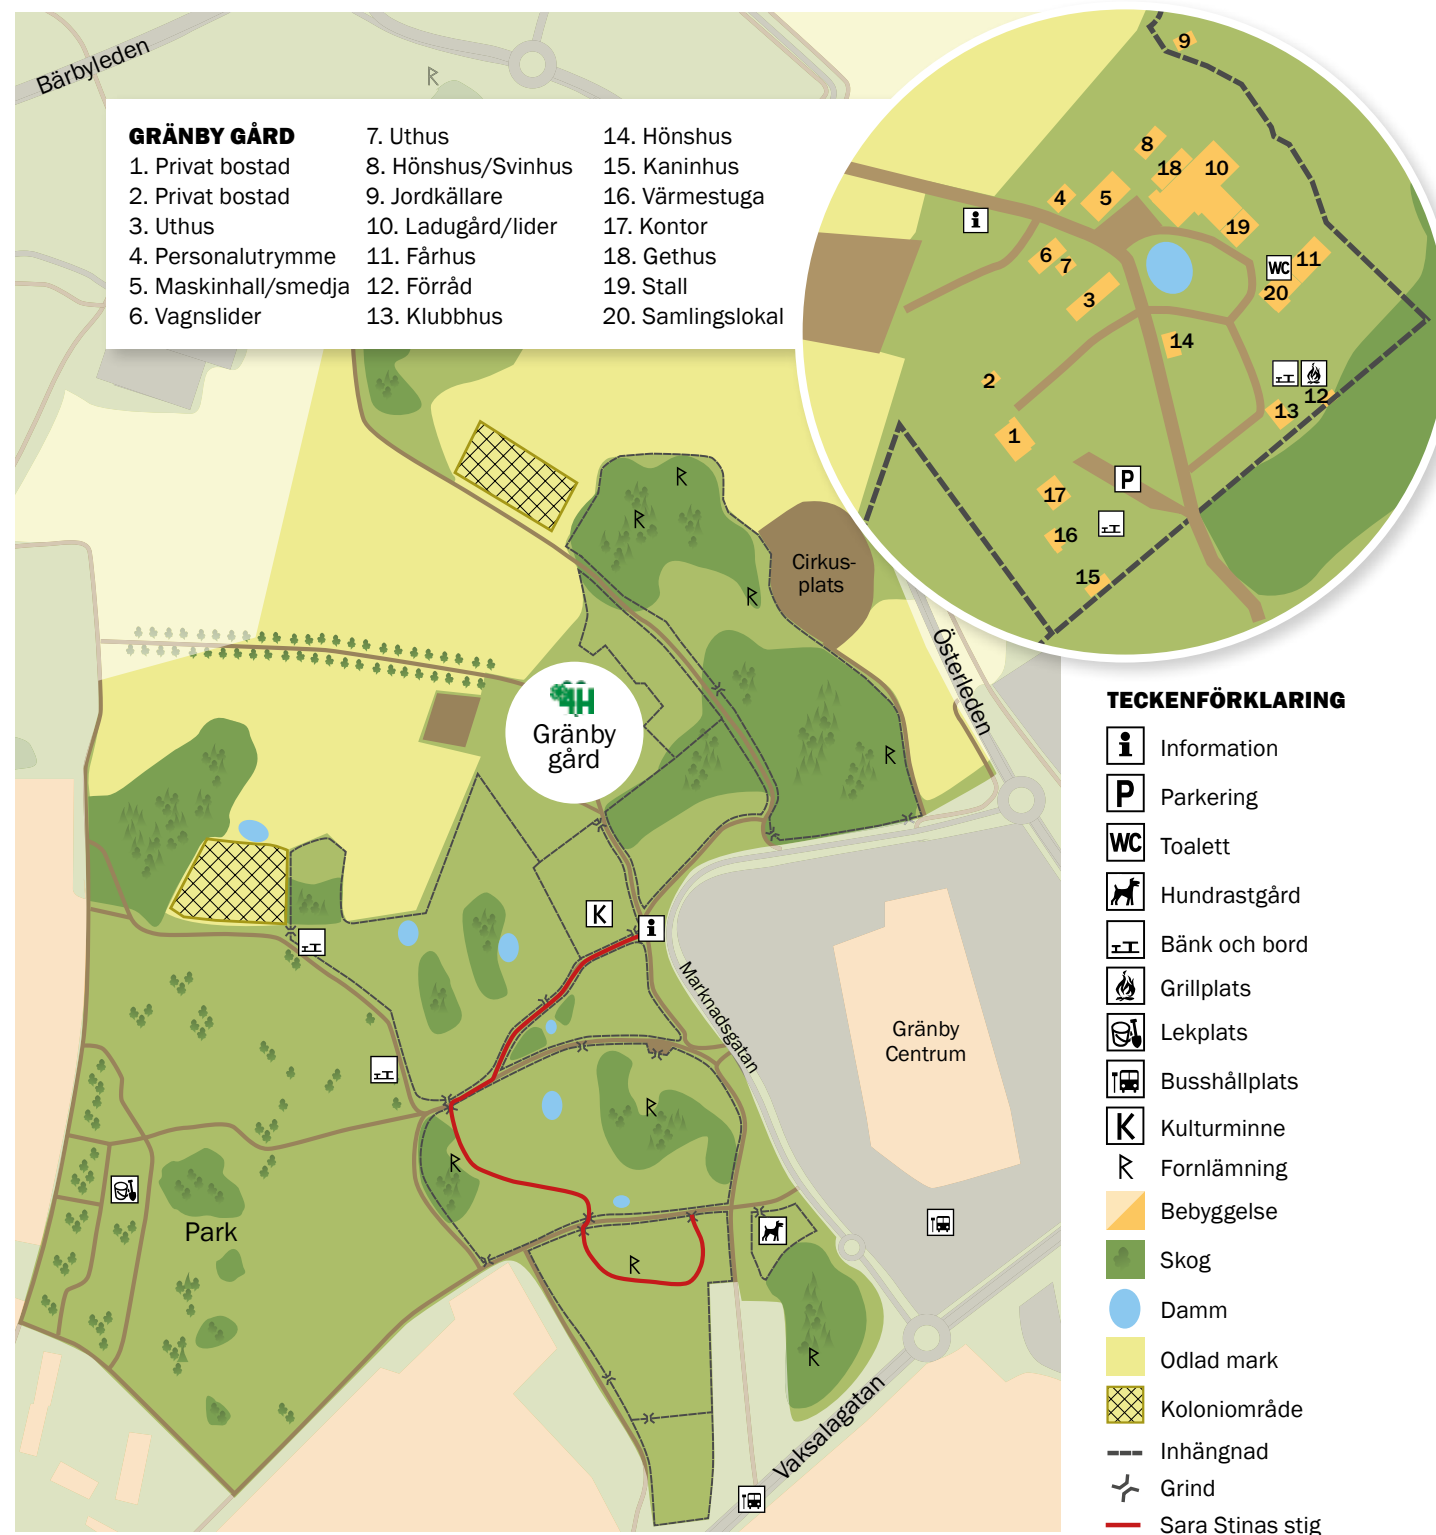 Bärbyleden
R
GRÄNBY GÅRD
1. Privat bostad
2. Privat bostad
3. Uthus
4. Personalutrymme
5. Maskinhall/smedja
6. Vagnslider
7. Uthus
8. Hönshus/Svinhus
9. Jordkällare
10. Ladugård/lider
11. Fårhus
12. Förråd
13. Klubbhus
14. Hönshus
15. Kaninhus
16. Värmestuga
17. Kontor
18. Gethus
19. Stall
20. Samlingslokal
9
8
18
10
4
5
i
19
6
7
WC
11
3
20
14
2
12
13
1
P
17
16
15
R
R
Cirkus-
plats
R
Österleden
4H
Gränby
gård
R
K
i
Marknadsgatan
Gränby
Centrum
R
R
Park
R
R
Vaksalagatan
TECKENFÖRKLARING
i Information
P Parkering
WC Toalett
Hundrastgård
Bänk och bord
Grillplats
Lekplats
Busshållplats
K Kulturminne
R Fornlämning
Bebyggelse
Skog
Damm
Odlad mark
Koloniområde
Inhängnad
Grind
Sara Stinas stig